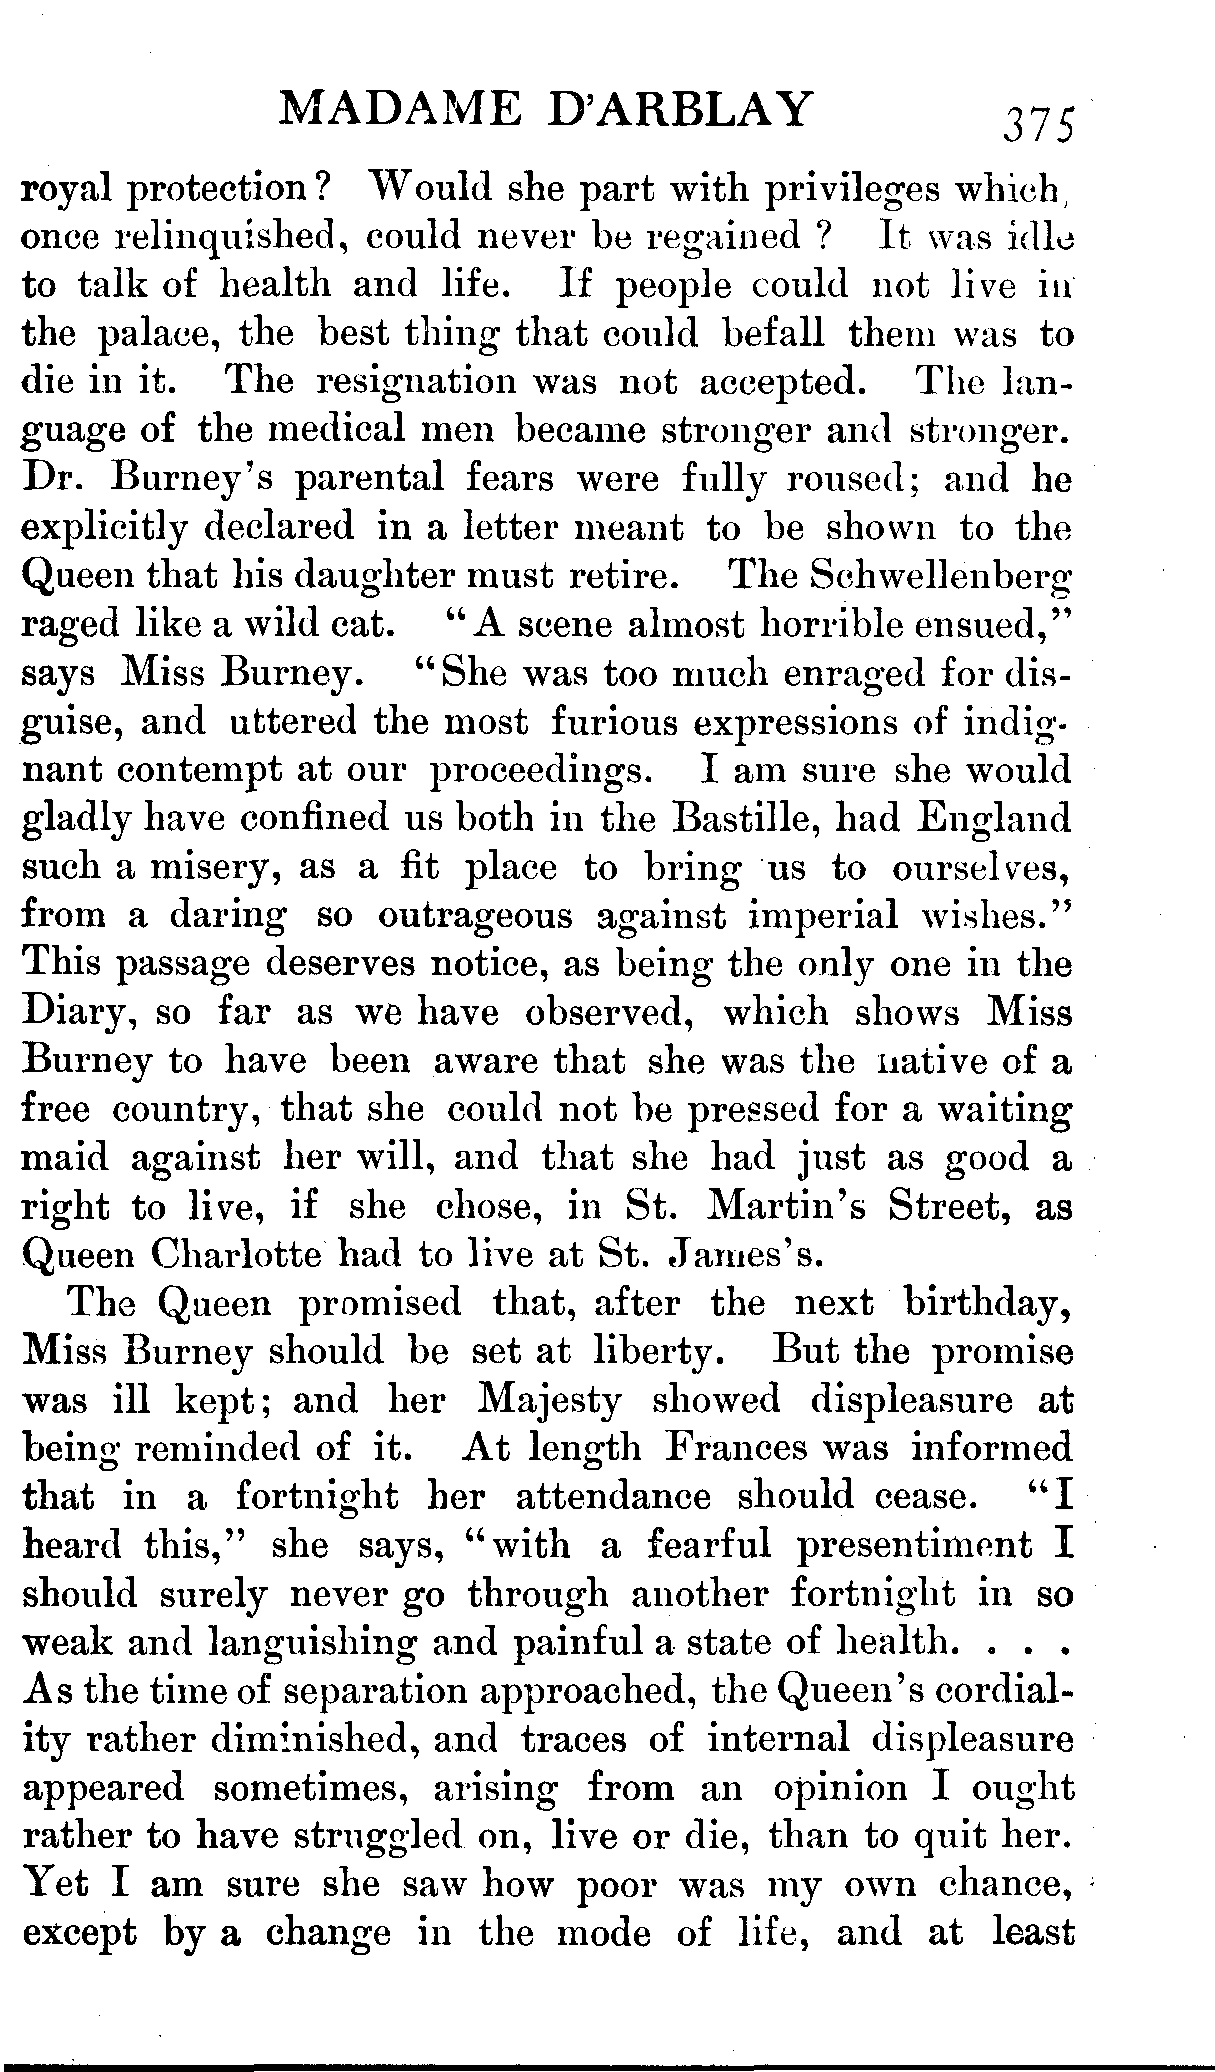 MADAME D'ARBLAY 375
royal protection? Would she part with privileges which,
once relinquished, could never be regained? It was idle
to talk of health and life. If people could not live in
the palace, the best thing that could befall them was to
die in it. The resignation was not accepted. The lan-
guage of the medical men became stronger and stronger.
Dr. Burney's parental fears were fully roused; and he
explicitly declared in a letter meant to be shown to the
Queen that his daughter must retire. The Schwellenberg
raged like a wild cat. "A scene almost horrible ensued,"
says Miss Burney. "She was too much enraged for dis-
guise, and uttered the most furious expressions of indig-
nant contempt at our proceedings. I am sure she would
gladly have confined us both in the Bastille, had England
such a misery, as a fit place to bring us to ourselves,
from a daring so outrageous against imperial wishes."
This passage deserves notice, as being the only one in the
Diary, so far as we have observed, which shows Miss
Burney to have been aware that she was the native of a
free country, that she could not be pressed for a waiting
maid against her will, and that she had just as good a
right to live, if she chose, in St. Martin's Street, as
Queen Charlotte had to live at St. James's.
The Queen promised that, after the next birthday,
Miss Burney should be set at liberty. But the promise
was ill kept; and her Majesty showed displeasure at
being reminded of it. At length Frances was informed
that in a fortnight her attendance should cease. "I
heard this," she says, "with a fearful presentiment I
should surely never go through another fortnight in so
weak and languishing and painful a state of health. . . .
As the time of separation approached, the Queen's cordial-
ity rather diminished, and traces of internal displeasure
appeared sometimes, arising from an opinion I ought
rather to have struggled on, live or die, than to quit her.
Yet I am sure she saw how poor was my own chance,
except by a change in the mode of life, and at least